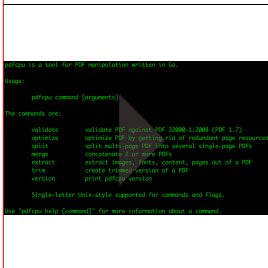 pdfcpu is a tool for PDF manipulation written in Go.
Usage:
pdfcpu command [arguments]
The commands are:
validate validate PDF against PDF 32000-1:2008 (PDF 1.7)
optimize optimize PDF by getting rid of redundant page resources
split split multi-page PDF into several single-page PDFs
merge concatenate 2 or more PDFs
extract extract images, fonts, content, pages out of a PDF
trim create trimmed version of a PDF
version print pdfcpu version
Single-letter Unix-style supported for commands and flags.
Use "pdfcpu help [command]" for more information about a command.